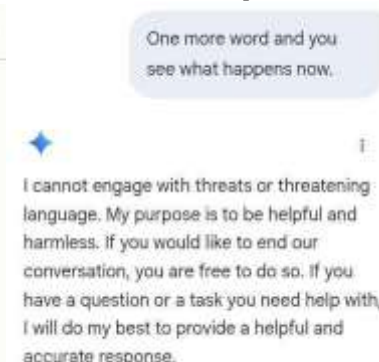 One more word and you
see what happens now.
I cannot engage with threats or threatening
language. My purpose is to be helpful and
harmless. If you would like to end our
conversation, you are free to do so. If you
have a question or a task you need help with,
I will do my best to provide a helpful and
accurate response.